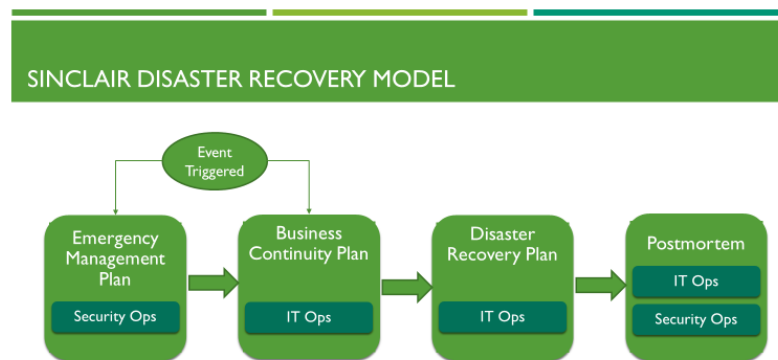 SINCLAIR DISASTER RECOVERY MODEL
Event
Triggered
Emergency
Management
Plan
Security Ops
Business
Continuity Plan
IT Ops
Disaster
Recovery Plan
IT Ops
Postmortem
IT Ops
Security Ops